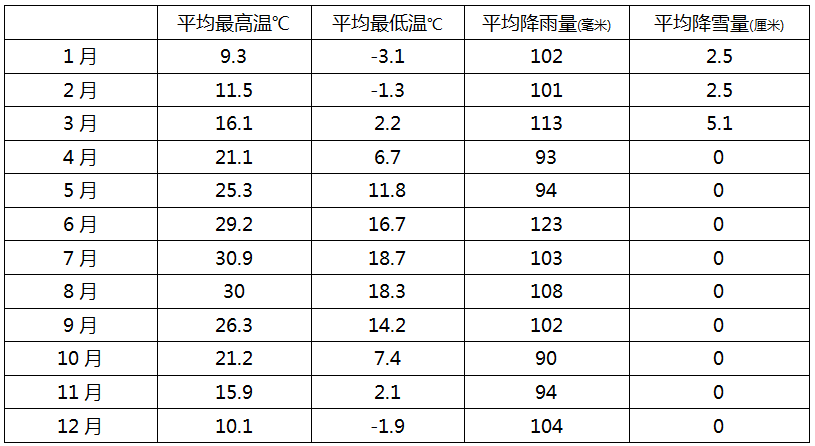 平均最高温℃ 平均最低温℃ 平均降雨量(毫米) 平均降雪量(厘米)
1月 9.3 -3.1 102 2.5
2月 11.5 -1.3 101 2.5
3月 16.1 2.2 113 5.1
4月 21.1 6.7 93 0
5月 25.3 11.8 94 0
6月 29.2 16.7 123 0
7月 30.9 18.7 103 0
8月 30 18.3 108 0
9月 26.3 14.2 102 0
10月 21.2 7.4 90 0
11月 15.9 2.1 94 0
12月 10.1 -1.9 104 0